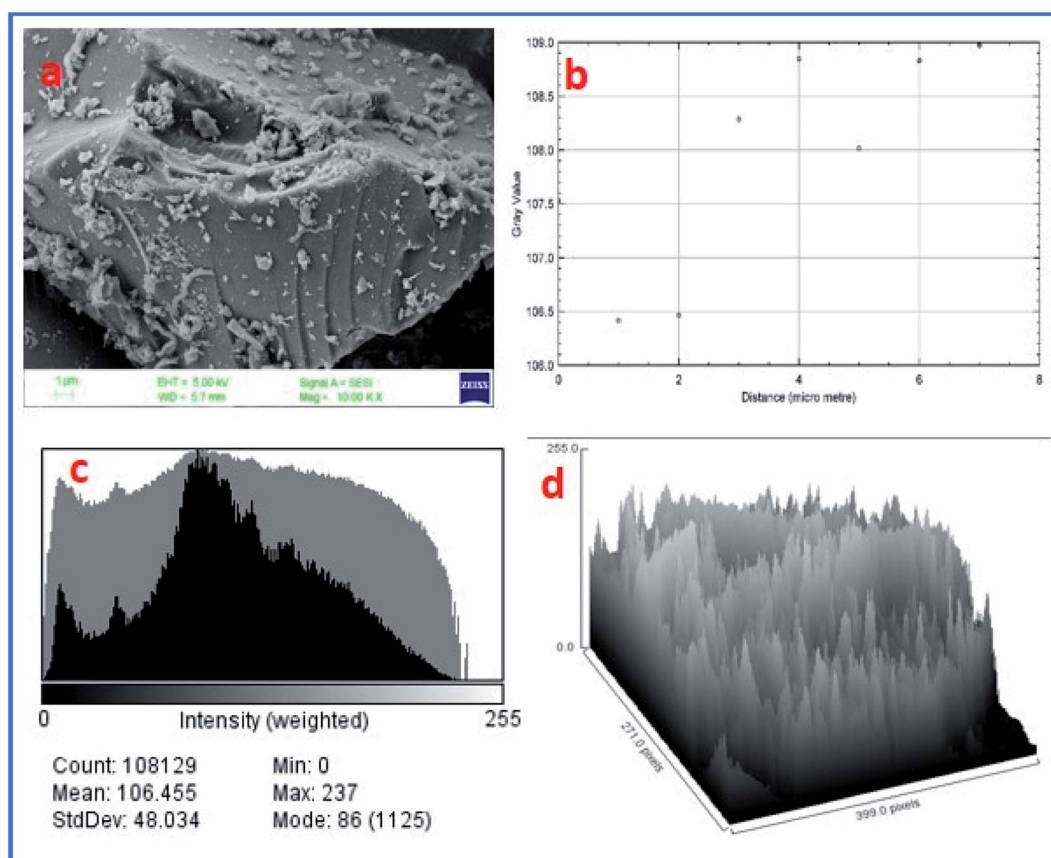 a
1 µm
EHT = 5.00 kV
Signal A = SESI
WD = 5.7 mm
Mag = 10.00 K X
ZEISS
b
109.0
108.5
108.0
107.5
107.0
106.5
106.0
Gray Value
0
2
4
6
8
Distance (micro metre)
c
0
Intensity (weighted)
255
Count: 108129
Min: 0
Mean: 106.455
Max: 237
StdDev: 48.034
Mode: 86 (1125)
d
255.0
0.0
271.0 pixels
399.0 pixels